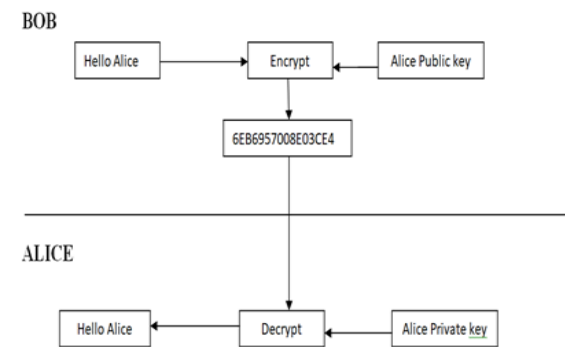 BOB
Hello Alice
Encrypt
Alice Public key
6EB6957008E03CE4
ALICE
Hello Alice
Decrypt
Alice Private key